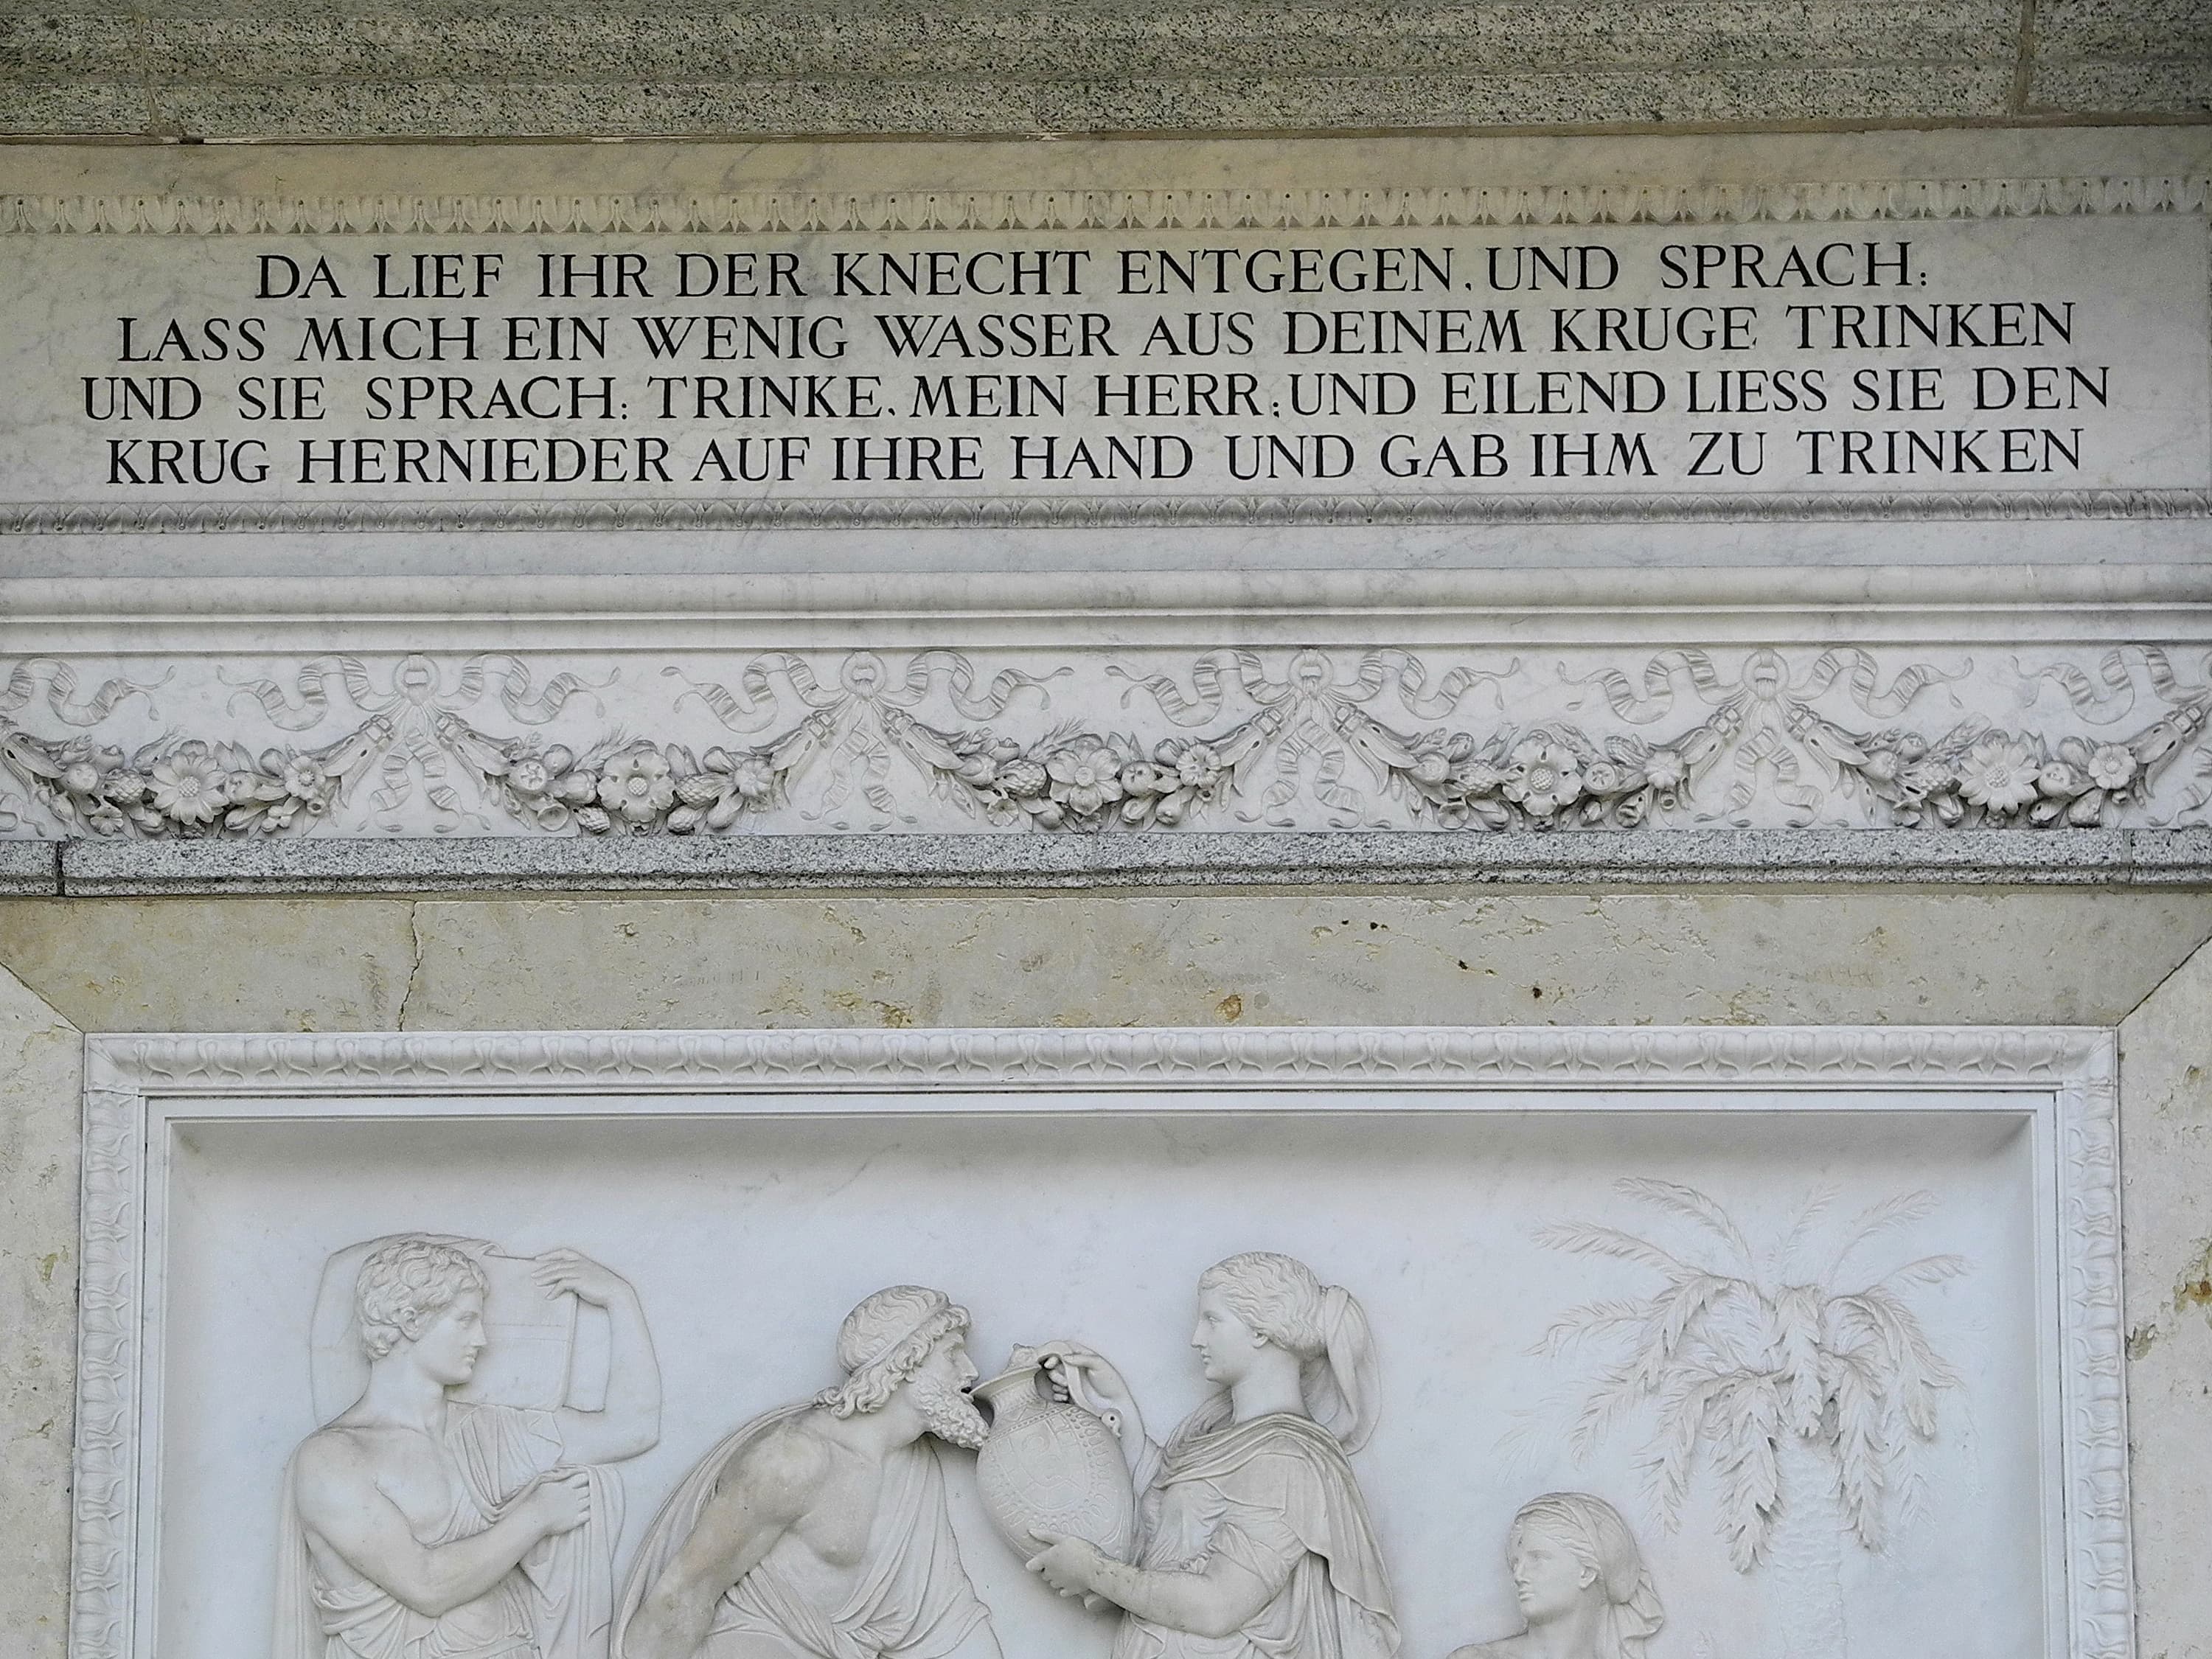 DA LIEF IHR DER KNECHT ENTGEGEN, UND SPRACH:
LASS MICH EIN WENIG WASSER AUS DEINEM KRUGE TRINKEN
UND SIE SPRACH: TRINKE, MEIN HERR; UND EILEND LIESS SIE DEN
KRUG HERNIEDER AUF IHRE HAND UND GAB IHM ZU TRINKEN